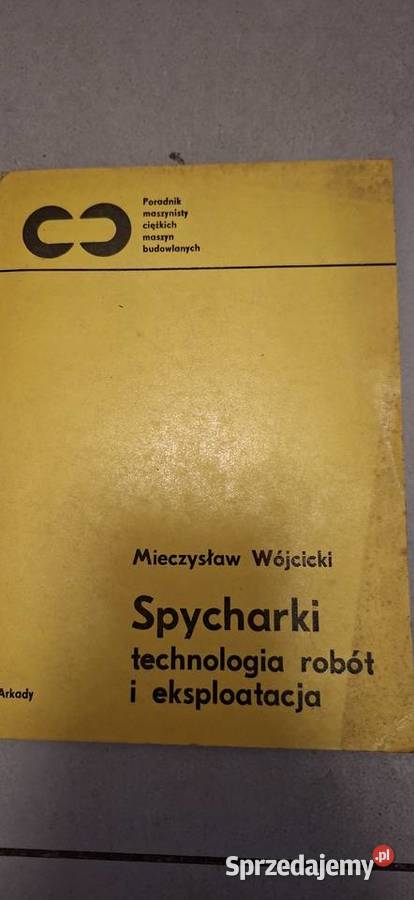 Poradnik
maszynisty
ciężkich
maszyn
budowlanych
Mieczysław Wójcicki
Spycharki
technologia robót
i eksploatacja
Arkady
Sprzedajemy.pl